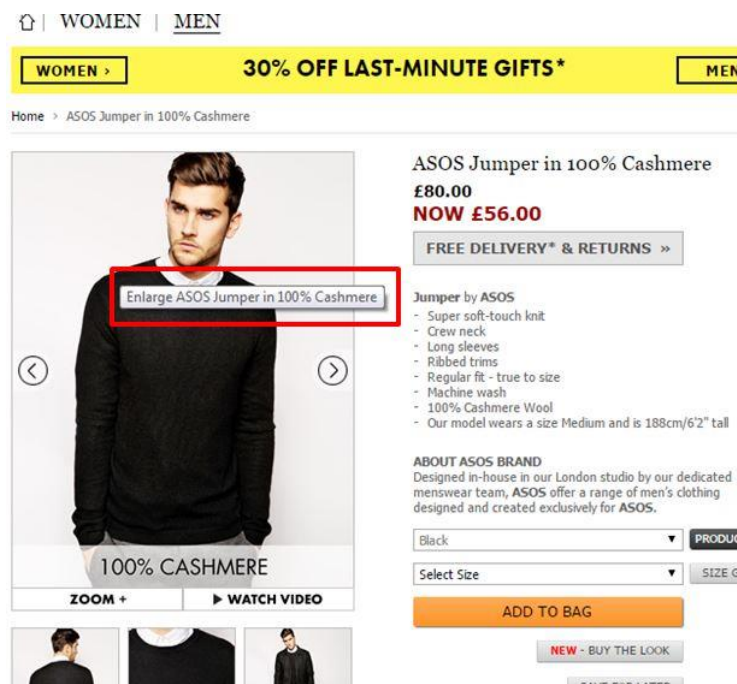 WOMEN | MEN
WOMEN ›
30% OFF LAST-MINUTE GIFTS*
Home > ASOS Jumper in 100% Cashmere
ASOS Jumper in 100% Cashmere
£80.00
NOW £56.00
FREE DELIVERY* & RETURNS »
Enlarge ASOS Jumper in 100% Cashmere
Jumper by ASOS
- Super soft-touch knit
- Crew neck
- Long sleeves
- Ribbed trims
- Regular fit - true to size
- Machine wash
- 100% Cashmere Wool
- Our model wears a size Medium and is 188cm/6'2" tall
ABOUT ASOS BRAND
Designed in-house in our London studio by our dedicated
menswear team, ASOS offer a range of men's clothing
designed and created exclusively for ASOS.
100% CASHMERE
ZOOM +
▶ WATCH VIDEO
Black
Select Size
SIZE
ADD TO BAG
NEW - BUY THE LOOK